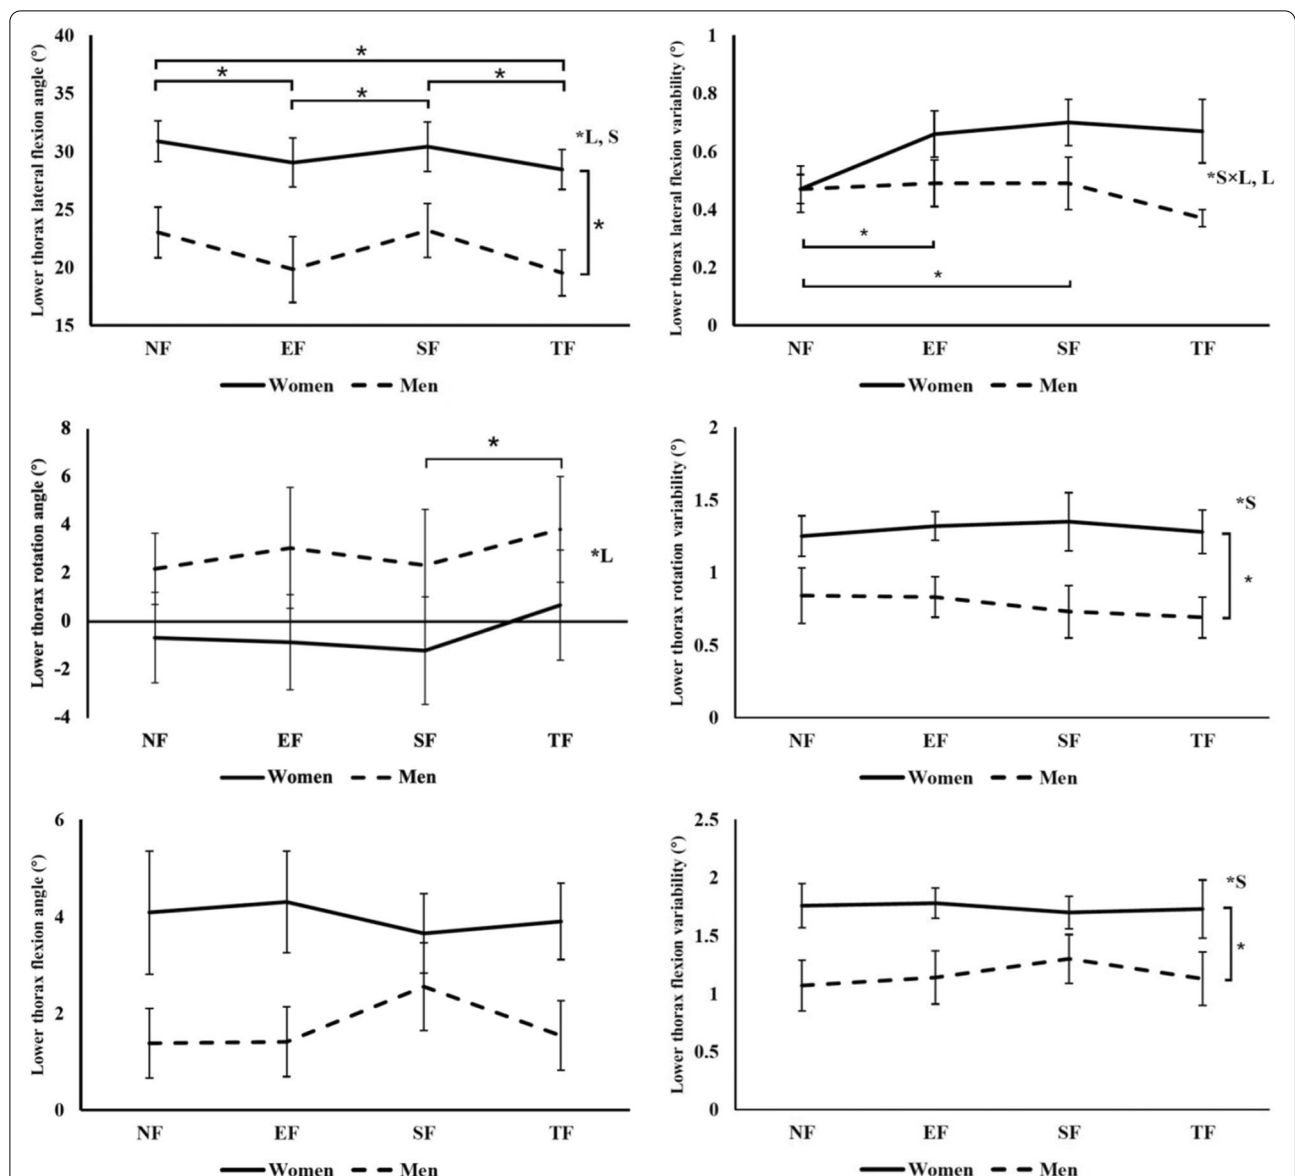 Lower thorax lateral flexion angle (°)
40
35
30
25
20
15
*
*
*
*
*L, S
*
NF EF SF TF
Women Men
Lower thorax lateral flexion variability (°)
1
0.8
0.6
0.4
0.2
0
*S×L, L
*
*
NF EF SF TF
Women Men
Lower thorax rotation angle (°)
8
6
4
2
0
-2
-4
*
*L
NF EF SF TF
Women Men
Lower thorax rotation variability (°)
2
1.5
1
0.5
0
*S
*
NF EF SF TF
Women Men
Lower thorax flexion angle (°)
6
4
2
0
NF EF SF TF
Women Men
Lower thorax flexion variability (°)
2.5
2
1.5
1
0.5
0
*S
*
NF EF SF TF
Women Men